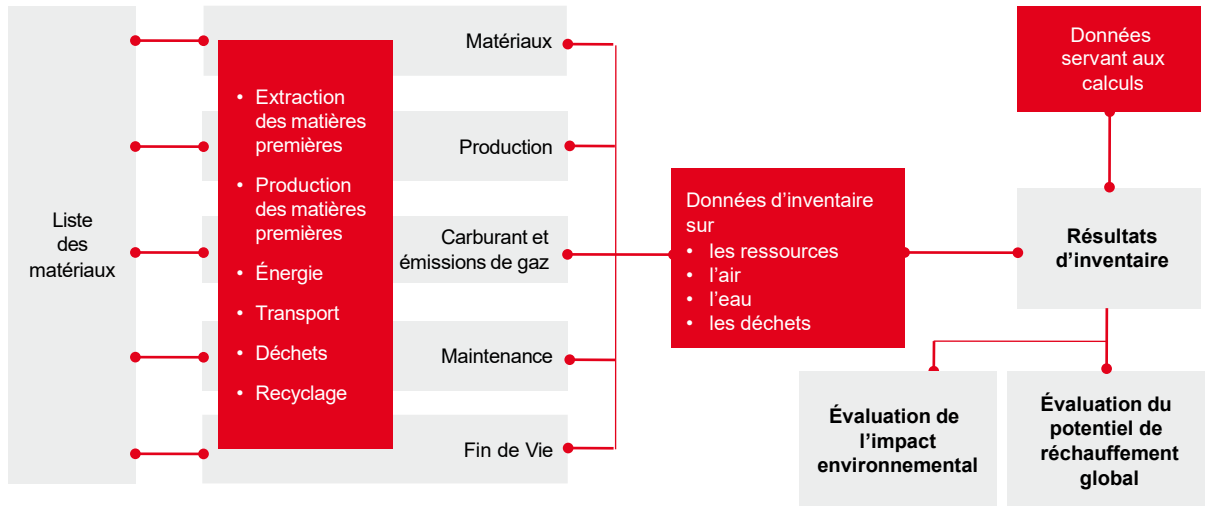 Liste
des
matériaux
• Extraction
des matières
premières
• Production
des matières
premières
• Énergie
• Transport
• Déchets
• Recyclage
Matériaux
Production
Carburant et
émissions de gaz
Maintenance
Fin de Vie
Données d’inventaire
sur
• les ressources
• l’air
• l’eau
• les déchets
Données
servant aux
calculs
Résultats
d’inventaire
Évaluation de
l’impact
environnemental
Évaluation du
potentiel de
réchauffement
global